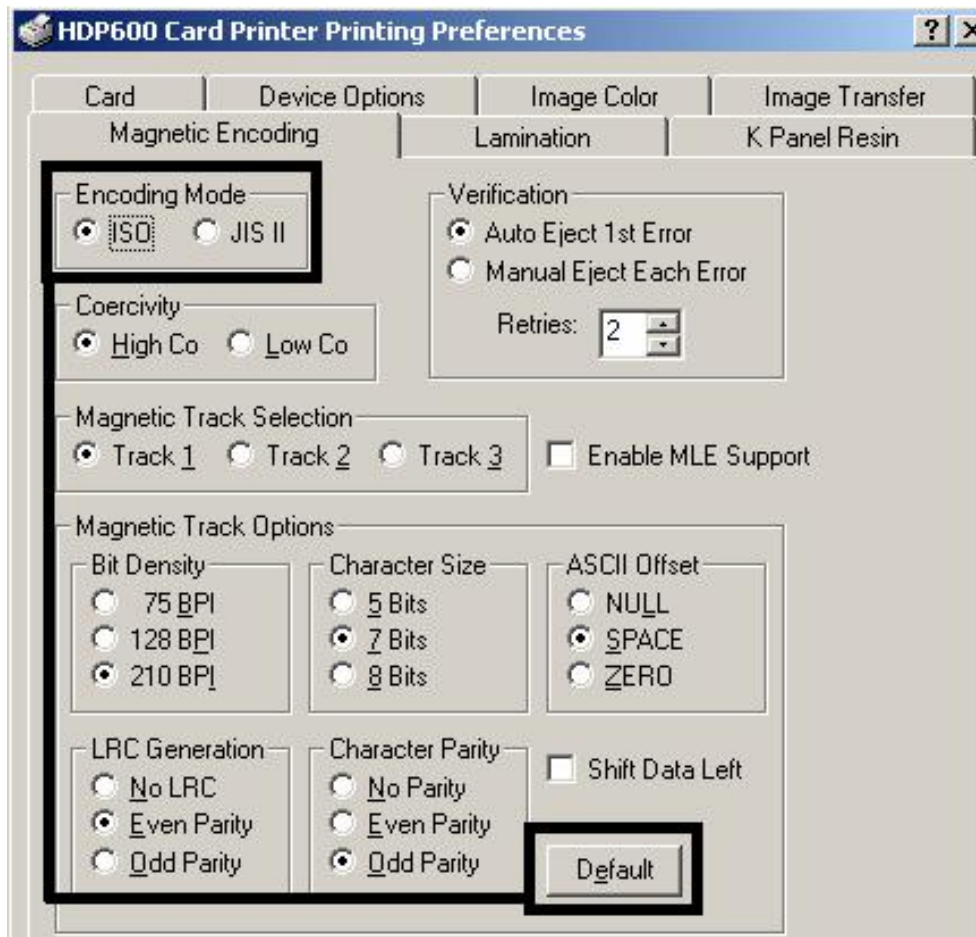 HDP600 Card Printer Printing Preferences
Card Device Options Image Color Image Transfer
Magnetic Encoding Lamination K Panel Resin
Encoding Mode
ISO JIS II
Verification
Auto Eject 1st Error
Manual Eject Each Error
Retries: 2
Coercivity
High Co Low Co
Magnetic Track Selection
Track 1 Track 2 Track 3
Enable MLE Support
Magnetic Track Options
Bit Density
75 BPI
128 BPI
210 BPI
Character Size
5 Bits
7 Bits
8 Bits
ASCII Offset
NULL
SPACE
ZERO
LRC Generation
No LRC
Even Parity
Odd Parity
Character Parity
No Parity
Even Parity
Odd Parity
Shift Data Left
Default